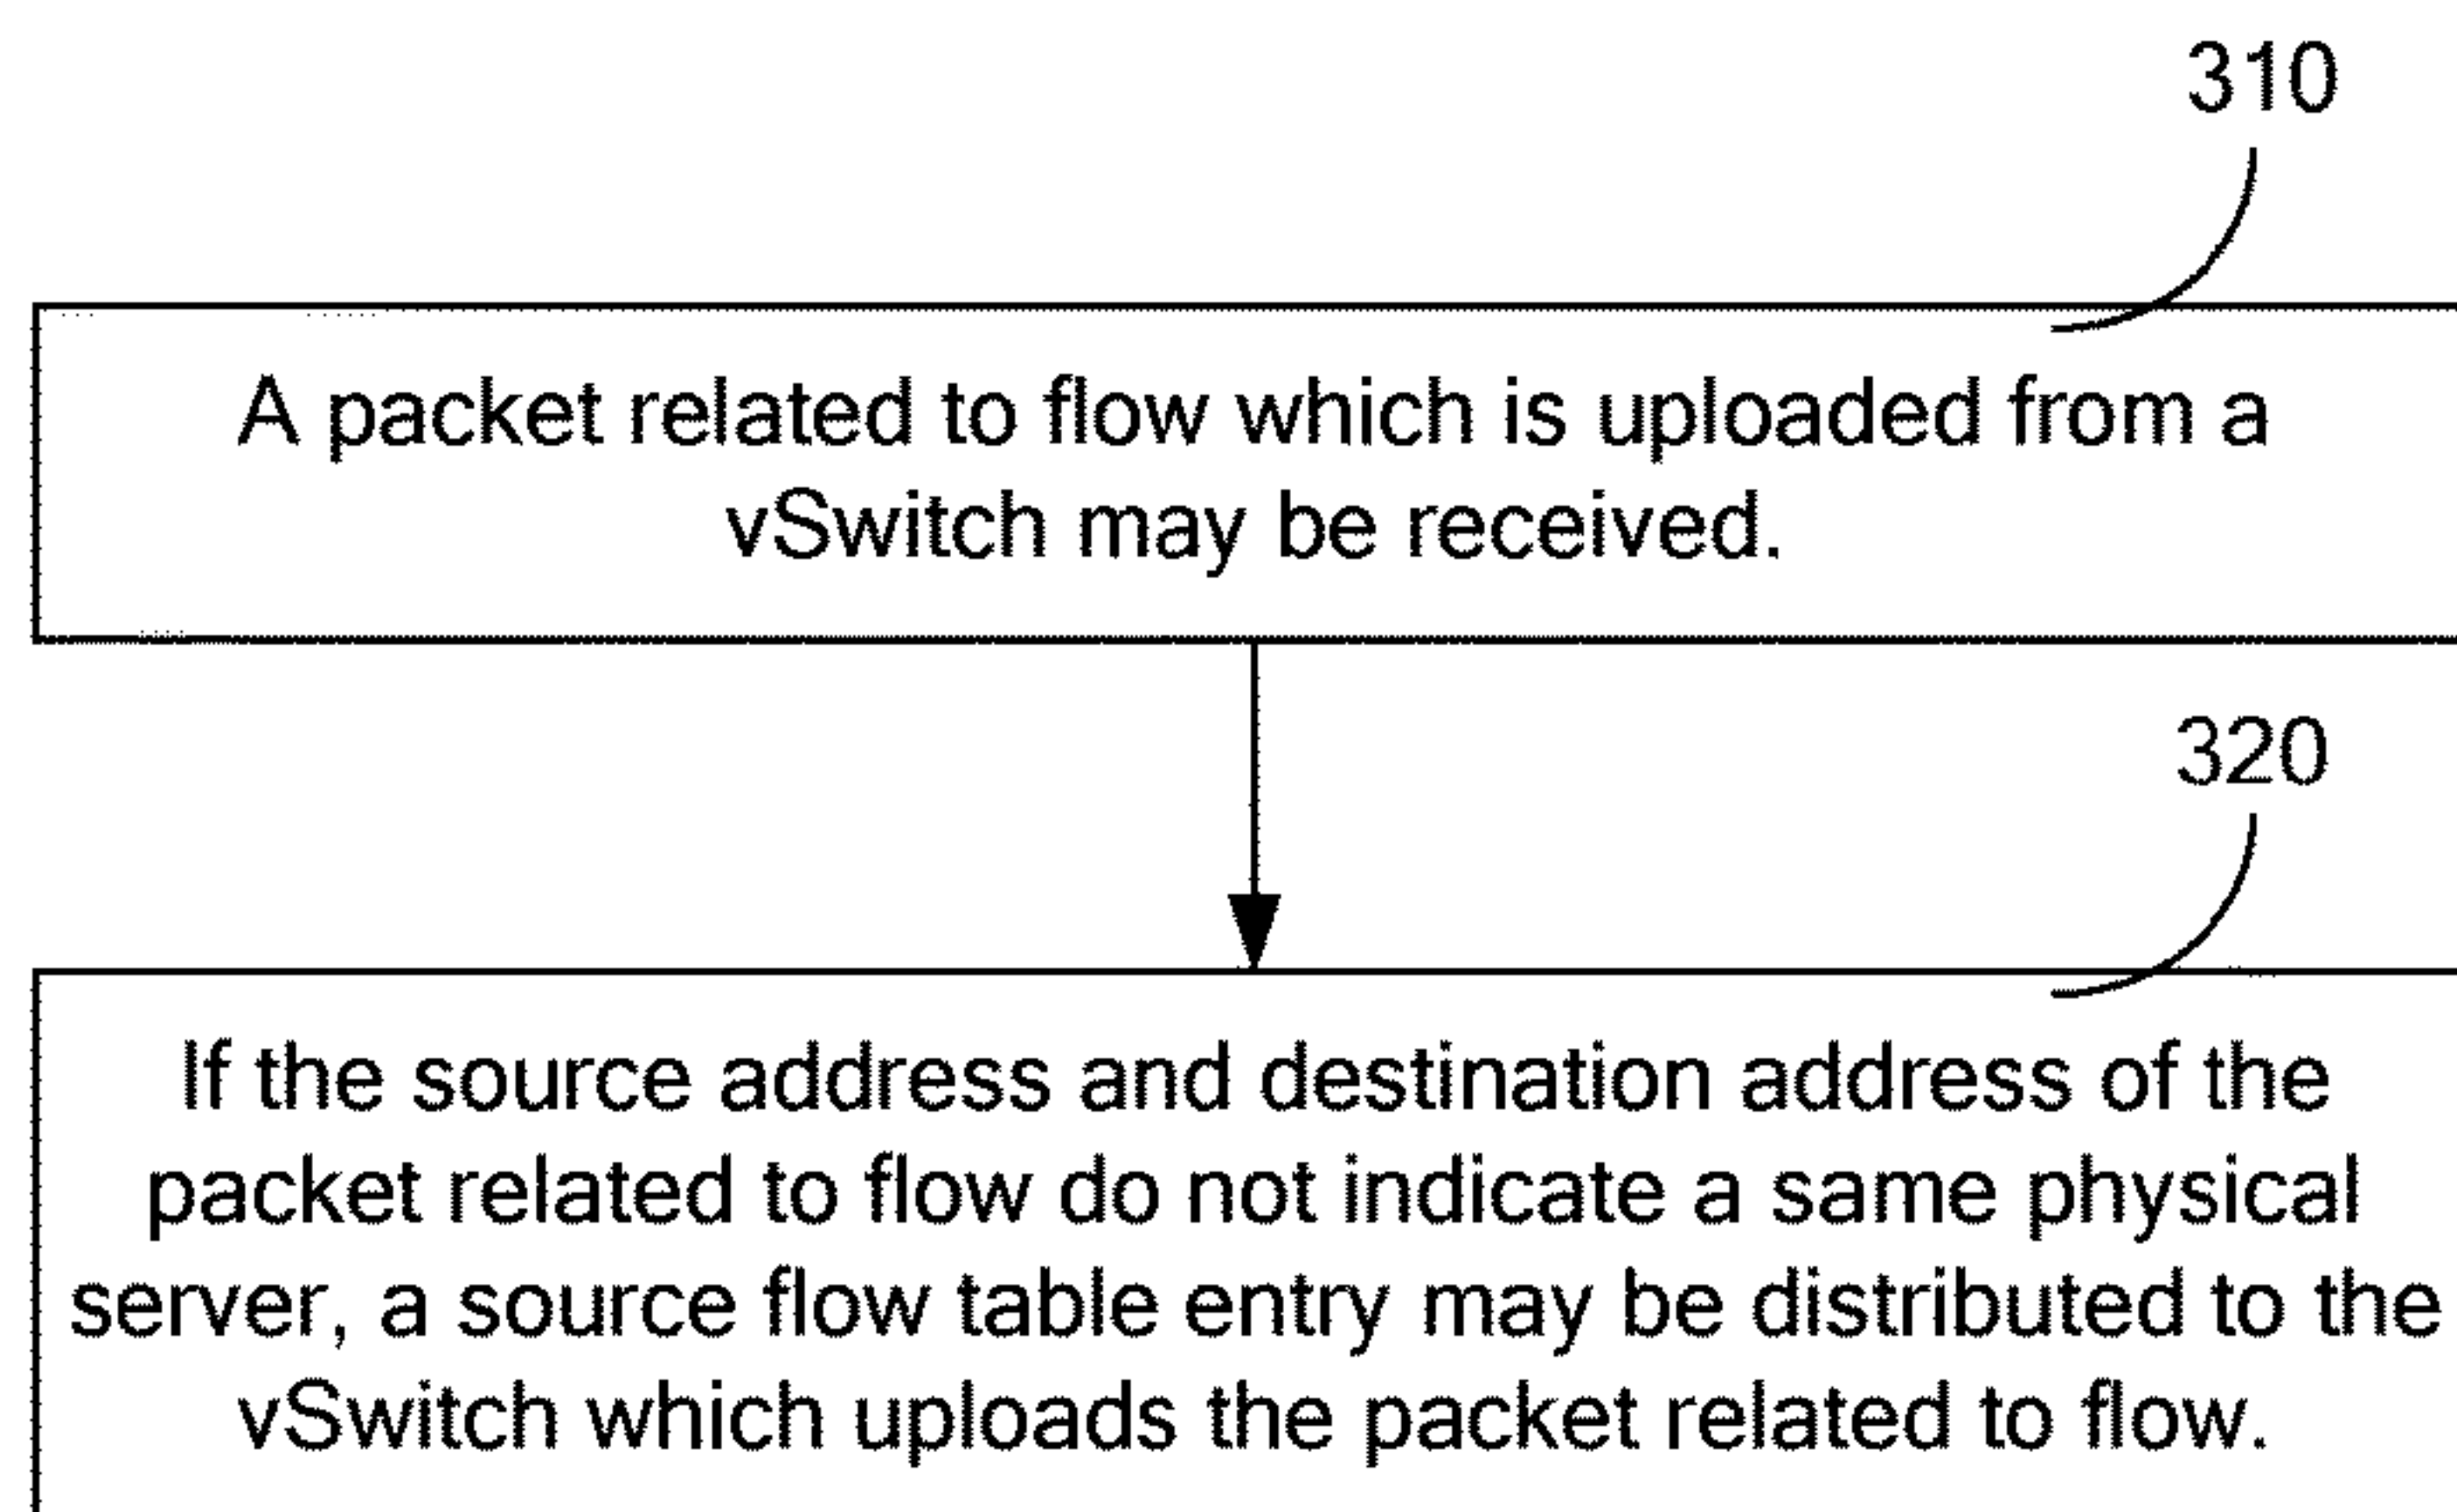 310
A packet related to flow which is uploaded from a
vSwitch may be received.
320
If the source address and destination address of the
packet related to flow do not indicate a same physical
server, a source flow table entry may be distributed to the
vSwitch which uploads the packet related to flow.